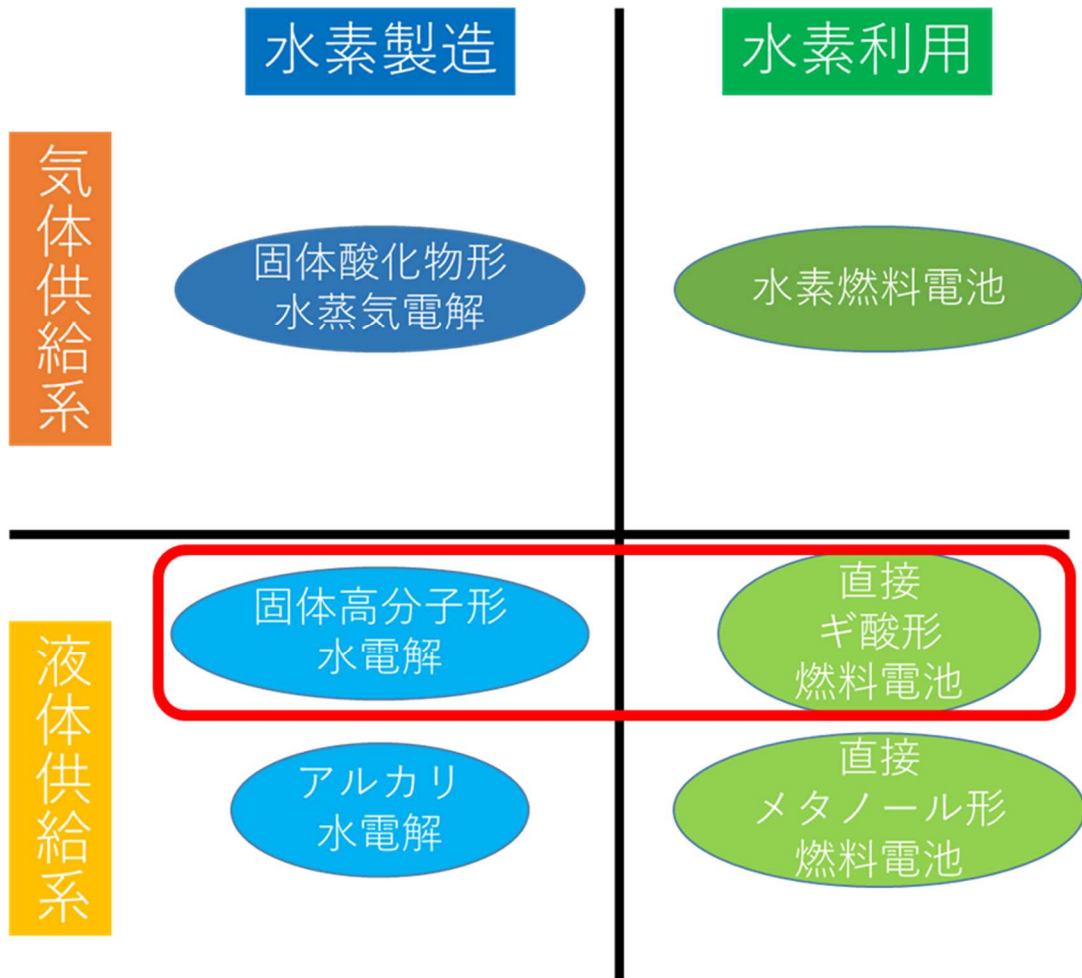 水素製造
水素利用
気体供給系
固体酸化物形
水蒸気電解
水素燃料電池
液体供給系
固体高分子形
水電解
直接
ギ酸形
燃料電池
アルカリ
水電解
直接
メタノール形
燃料電池